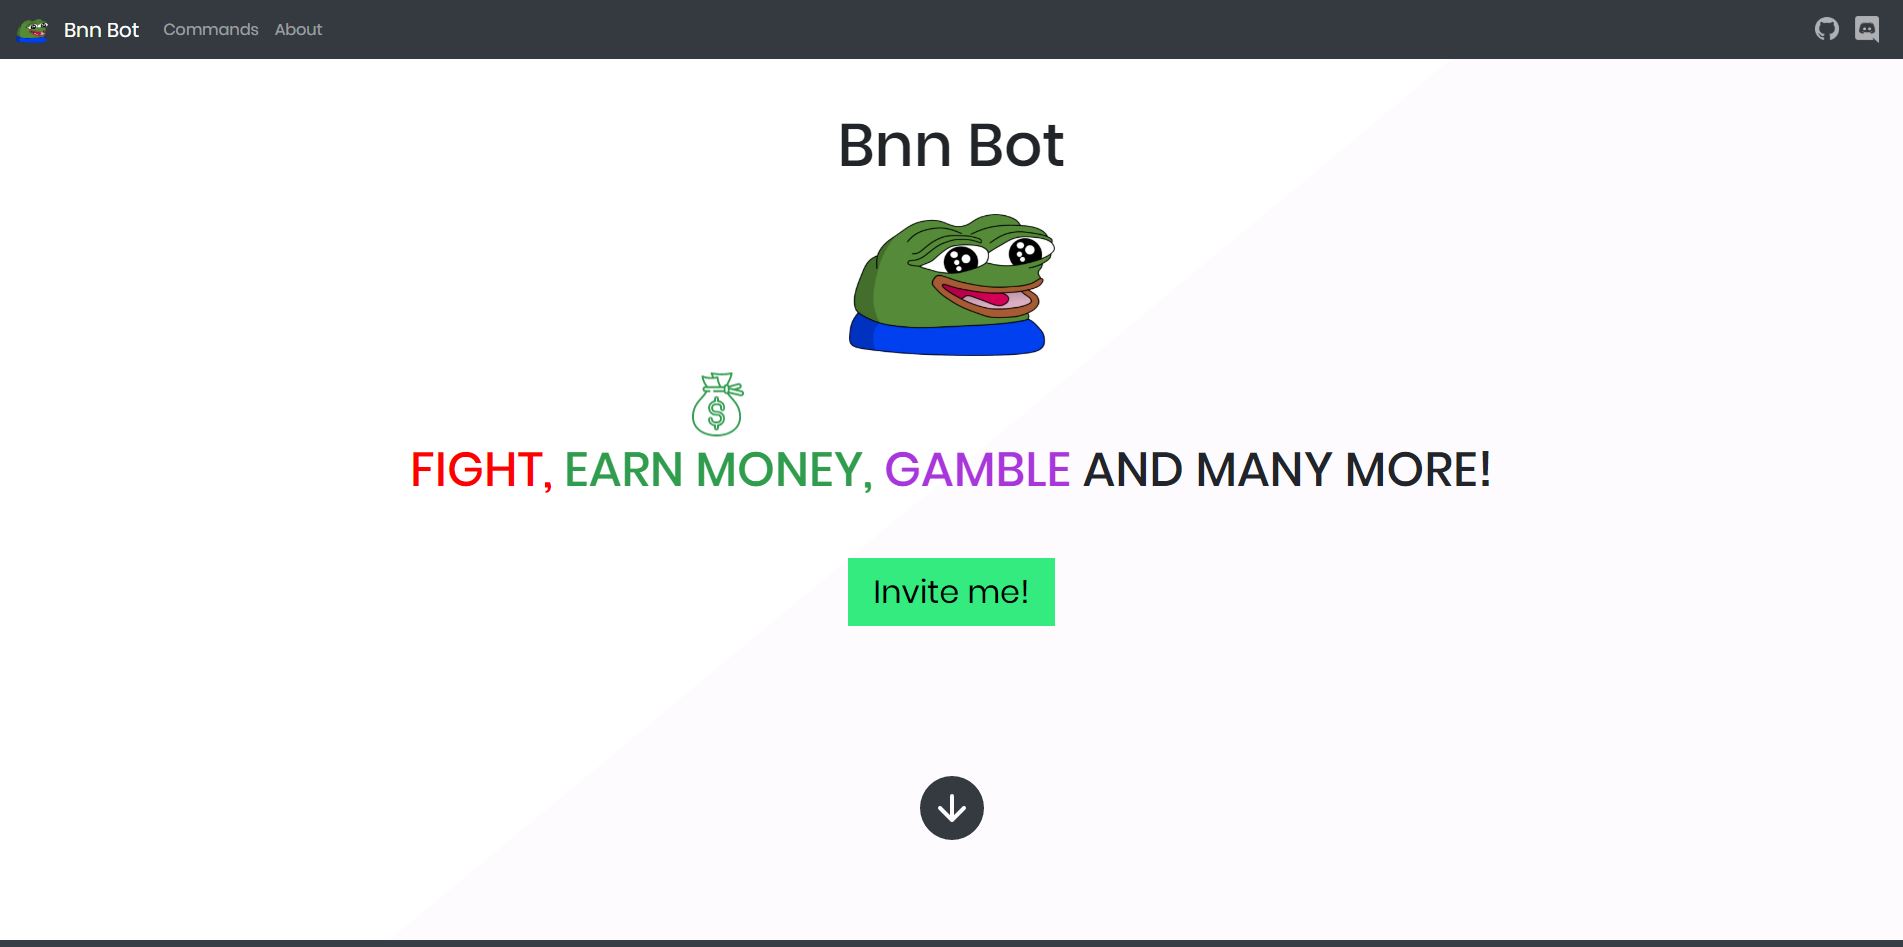 Bnn Bot Commands About
Bnn Bot
$
FIGHT, EARN MONEY, GAMBLE AND MANY MORE!
Invite me!